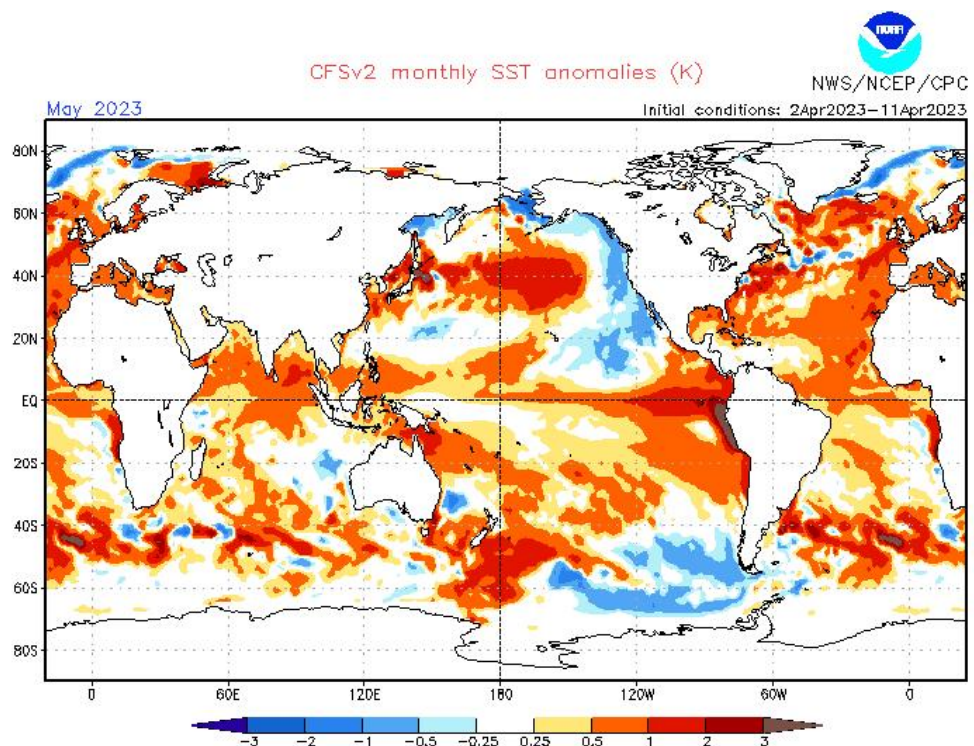 NOAA
CFSv2 monthly SST anomalies (K)
NWS/NCEP/CPC
May 2023
Initial conditions: 2Apr2023–11Apr2023
80N
60N
40N
20N
EQ
20S
40S
60S
80S
0 60E 120E 180 120W 60W 0
-3 -2 -1 -0.5 -0.25 0.25 0.5 1 2 3